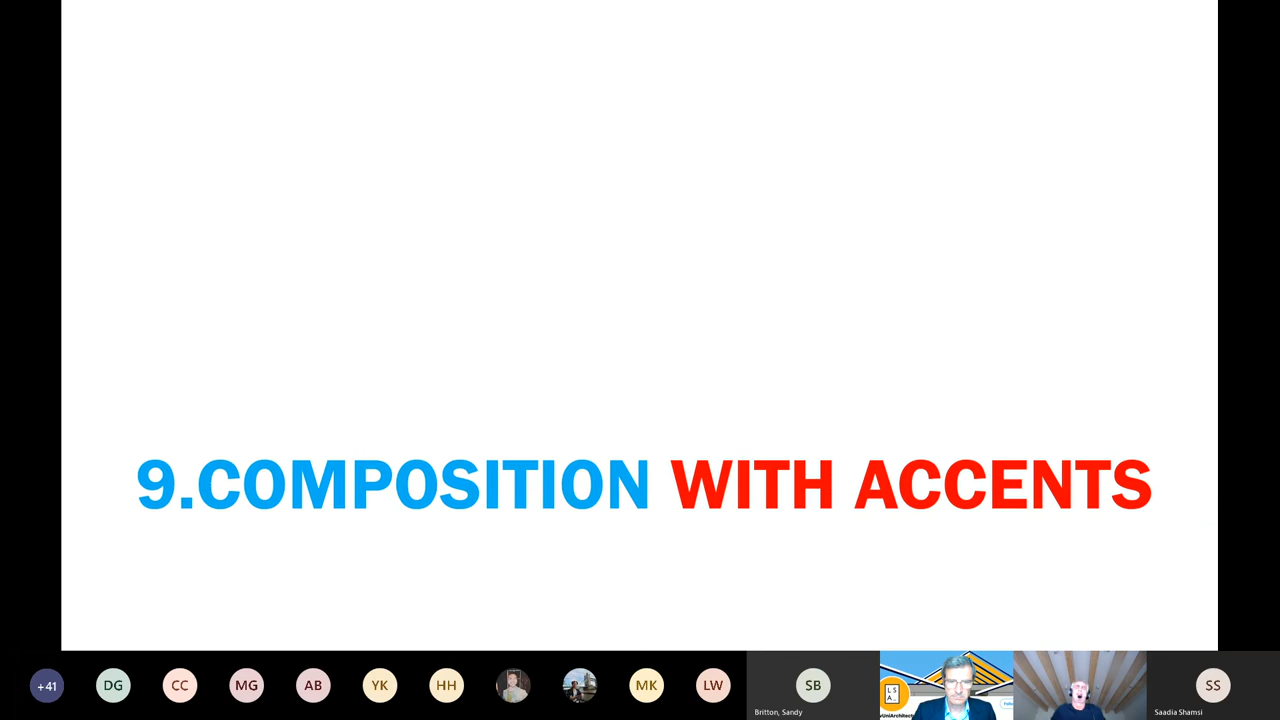 9.COMPOSITION WITH ACCENTS
+41
DG
CC
MG
AB
YK
HH
MK
LW
SB
Britton, Sandy
SS
Saadia Shamsi